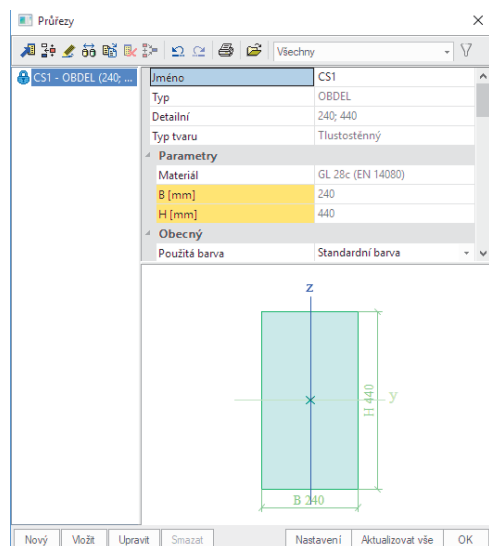 Průřezy
Všechny
CS1 - OBDEL (240; ...
Jméno CS1
Typ OBDEL
Detailní 240; 440
Typ tvaru Tlustostěnný
Parametry
Materiál GL 28c (EN 14080)
B [mm] 240
H [mm] 440
Obecný
Použitá barva Standardní barva
z
H 440
y
B 240
Nový Vložit Upravit Smazat Nastavení Aktualizovat vše OK